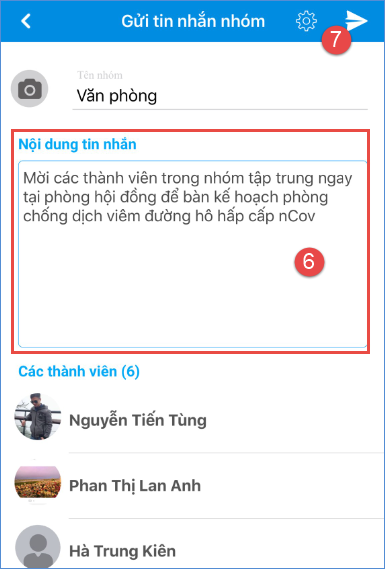 Gửi tin nhắn nhóm
7
Tên nhóm
Văn phòng
Nội dung tin nhắn
Mời các thành viên trong nhóm tập trung ngay
tại phòng hội đồng để bàn kế hoạch phòng
chống dịch viêm đường hô hấp cấp nCov
6
Các thành viên (6)
Nguyễn Tiến Tùng
Phan Thị Lan Anh
Hà Trung Kiên